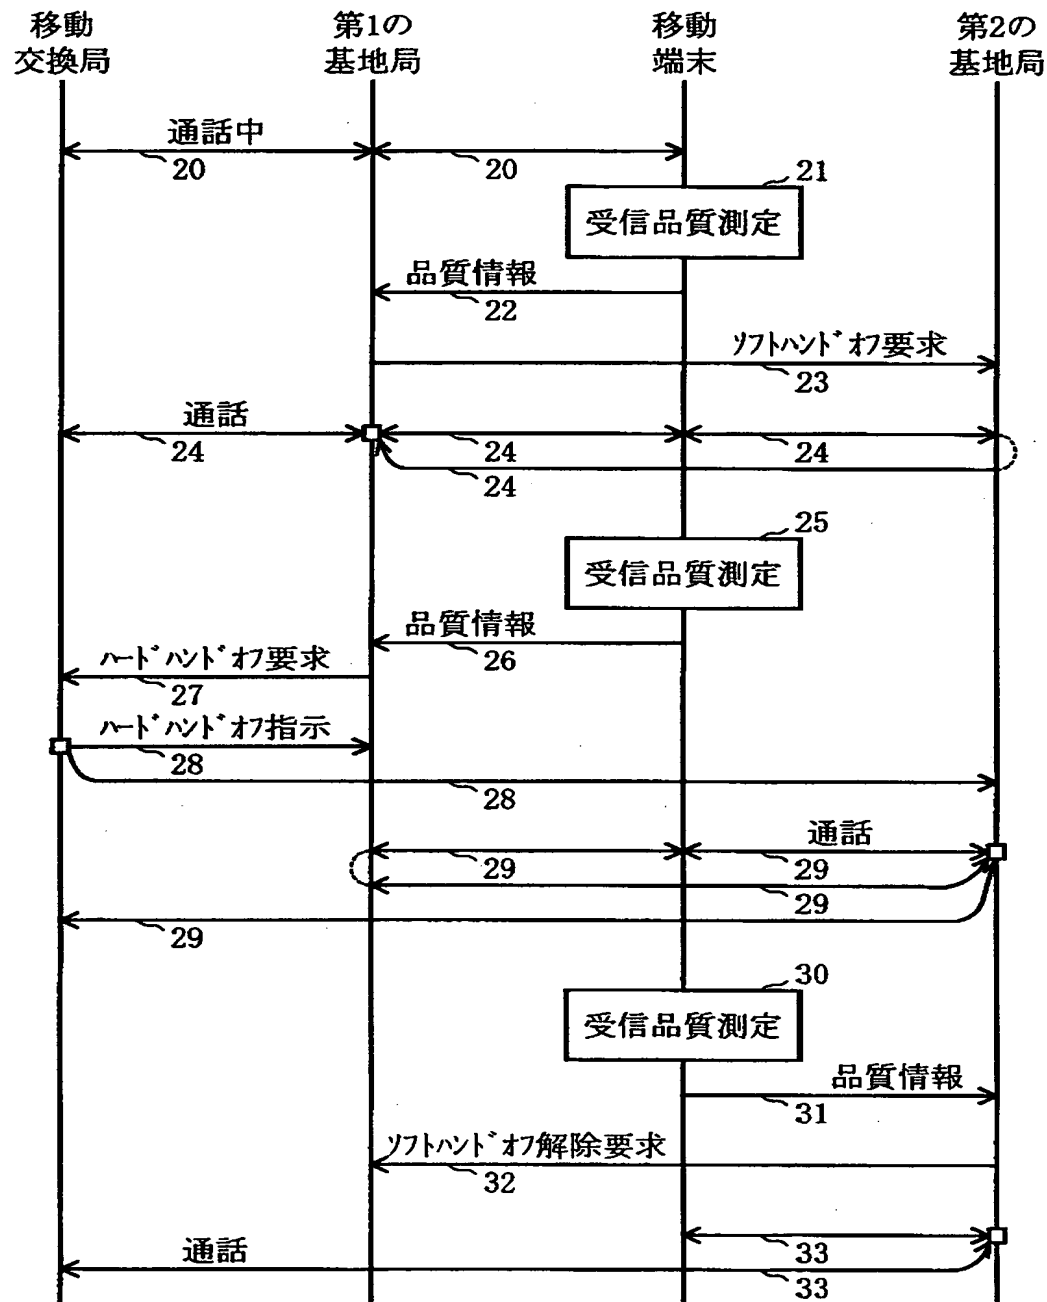 移動
交換局
第1の
基地局
移動
端末
第2の
基地局
通話中
20
20
21
受信品質測定
品質情報
22
ｿﾌﾄﾊﾝﾄﾞｵﾌ要求
23
通話
24
24
24
24
25
受信品質測定
品質情報
26
ﾊｰﾄﾞﾊﾝﾄﾞｵﾌ要求
27
ﾊｰﾄﾞﾊﾝﾄﾞｵﾌ指示
28
28
通話
29
29
29
29
30
受信品質測定
品質情報
31
ｿﾌﾄﾊﾝﾄﾞｵﾌ解除要求
32
33
通話
33